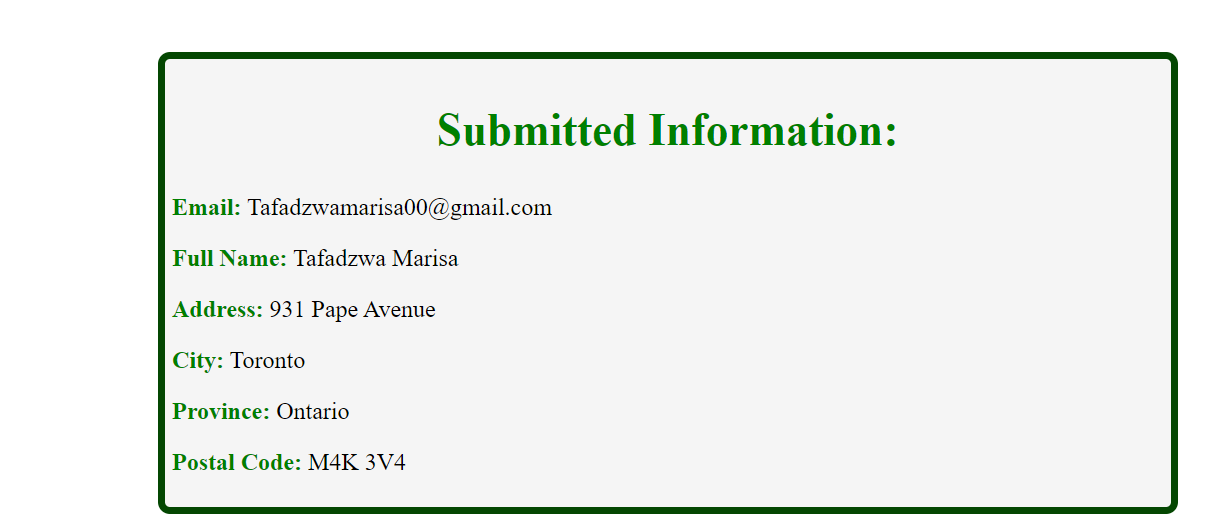 Submitted Information:
Email: Tafadzwamarisa00@gmail.com
Full Name: Tafadzwa Marisa
Address: 931 Pape Avenue
City: Toronto
Province: Ontario
Postal Code: M4K 3V4